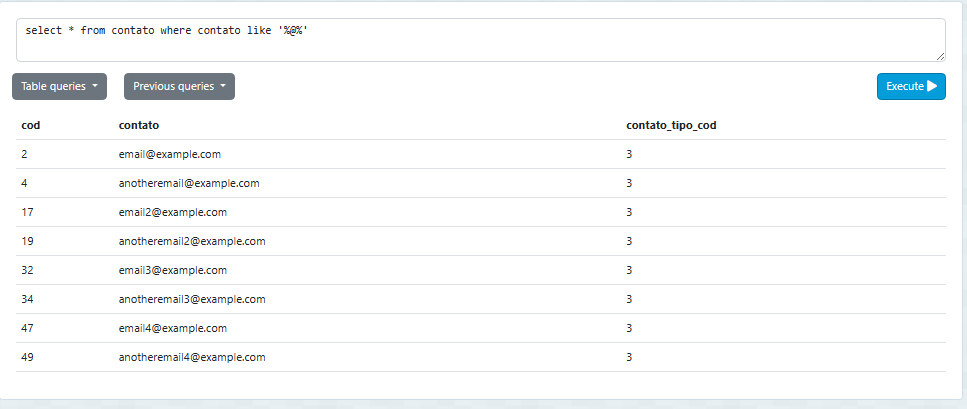 select * from contato where contato like '%@%'
Table queries Previous queries Execute
cod contato contato_tipo_cod
2 email@example.com 3
4 anotheremail@example.com 3
17 email2@example.com 3
19 anotheremail2@example.com 3
32 email3@example.com 3
34 anotheremail3@example.com 3
47 email4@example.com 3
49 anotheremail4@example.com 3